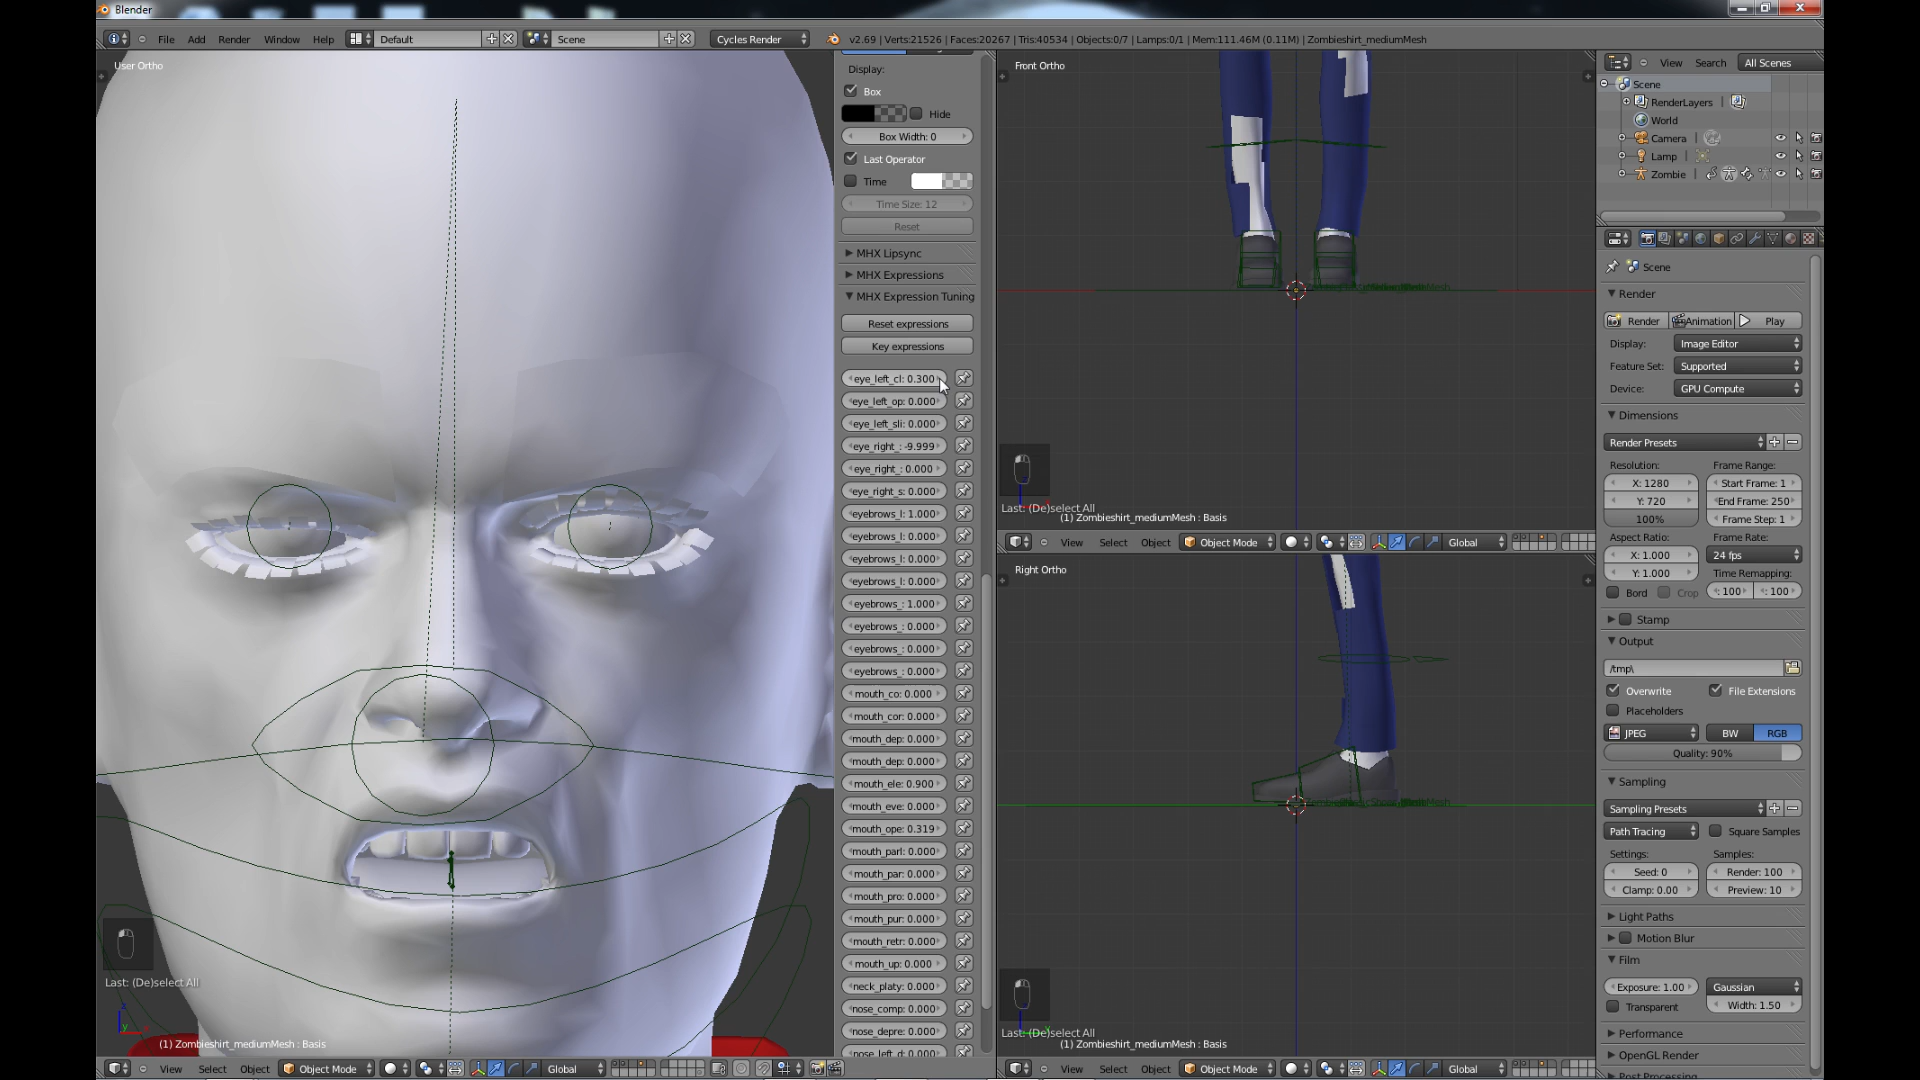 Blender
File Add Render Window Help Default Scene Cycles Render v2.69 | Verts:21526 | Faces:20267 | Tris:40534 | Objects:0/7 | Lamps:0/1 | Mem:111.46M (0.11M) | Zombieshirt_mediumMesh
User Ortho
Display:
Box
Hide
Box Width: 0
Last Operator
Time
Time Size: 12
Reset
MHX Lipsync
MHX Expressions
MHX Expression Tuning
Reset expressions
Key expressions
eye_left_cl: 0.300
eye_left_op: 0.000
eye_left_sli: 0.000
eye_right_: -9.999
eye_right_: 0.000
eye_right_s: 0.000
eyebrows_l: 1.000
eyebrows_l: 0.000
eyebrows_l: 0.000
eyebrows_l: 0.000
eyebrows_: 1.000
eyebrows_: 0.000
eyebrows_: 0.000
eyebrows_: 0.000
mouth_co: 0.000
mouth_cor: 0.000
mouth_dep: 0.000
mouth_dep: 0.000
mouth_ele: 0.900
mouth_eve: 0.000
mouth_ope: 0.319
mouth_parl: 0.000
mouth_par: 0.000
mouth_pro: 0.000
mouth_pur: 0.000
mouth_retr: 0.000
mouth_up: 0.000
neck_platy: 0.000
nose_comp: 0.000
nose_depre: 0.000
nose_left_d: 0.000
Last: (De)select All
(1) Zombieshirt_mediumMesh : Basis
View Select Object Object Mode Global
Front Ortho
Last: (De)select All
(1) Zombieshirt_mediumMesh : Basis
View Select Object Object Mode Global
Right Ortho
Last: (De)select All
(1) Zombieshirt_mediumMesh : Basis
View Select Object Object Mode Global
View Search All Scenes
Scene
RenderLayers
World
Camera
Lamp
Zombie
Scene
Render
Render Animation Play
Display: Image Editor
Feature Set: Supported
Device: GPU Compute
Dimensions
Render Presets
Resolution: Frame Range:
X: 1280 Start Frame: 1
Y: 720 End Frame: 250
100% Frame Step: 1
Aspect Ratio: Frame Rate:
X: 1.000 24 fps
Y: 1.000 Time Remapping:
Bord Crop : 100 : 100
Stamp
Output
/tmp\
Overwrite File Extensions
Placeholders
JPEG BW RGB
Quality: 90%
Sampling
Sampling Presets
Path Tracing Square Samples
Settings: Samples:
Seed: 0 Render: 100
Clamp: 0.00 Preview: 10
Light Paths
Motion Blur
Film
Exposure: 1.00 Gaussian
Transparent Width: 1.50
Performance
OpenGL Render
Post Processing